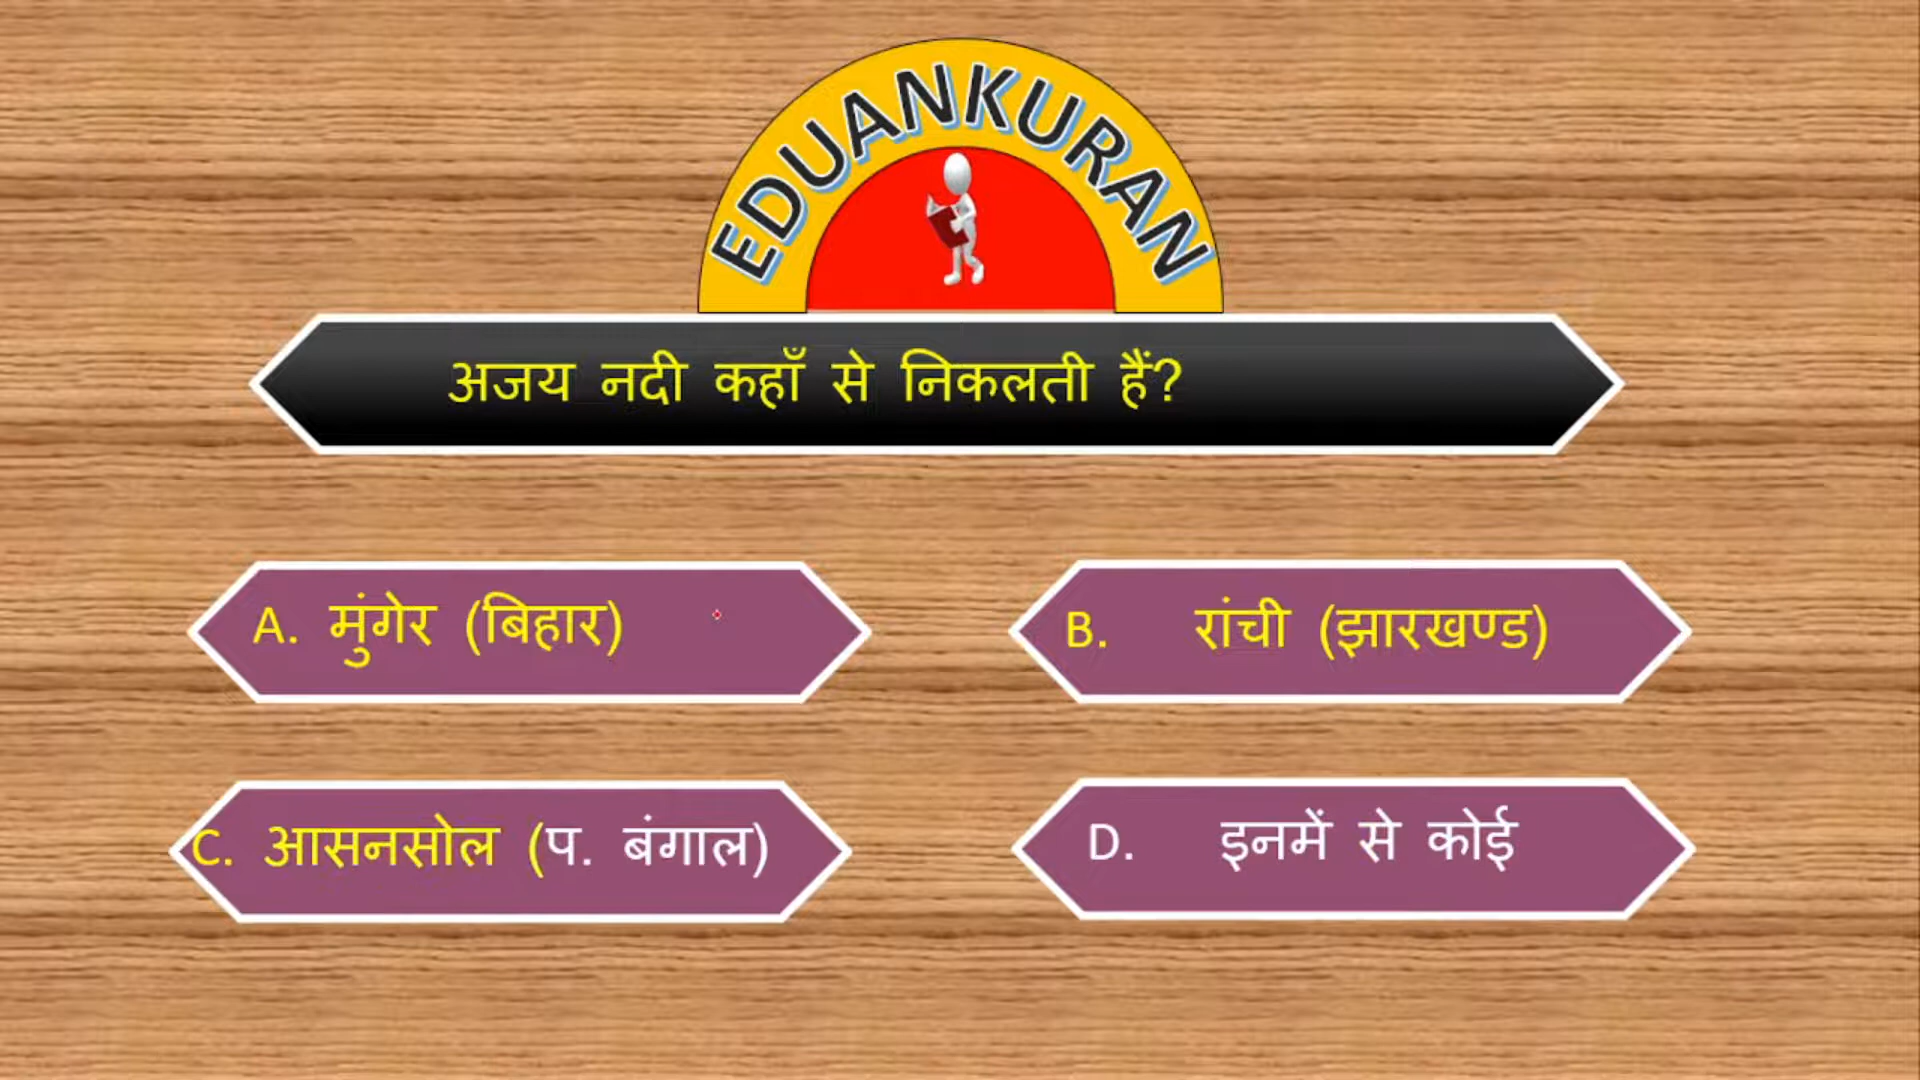 EDUANKURAN
अजय नदी कहाँ से निकलती हैं?
A. मुंगेर (बिहार)
B. रांची (झारखण्ड)
C. आसनसोल (प. बंगाल)
D. इनमें से कोई